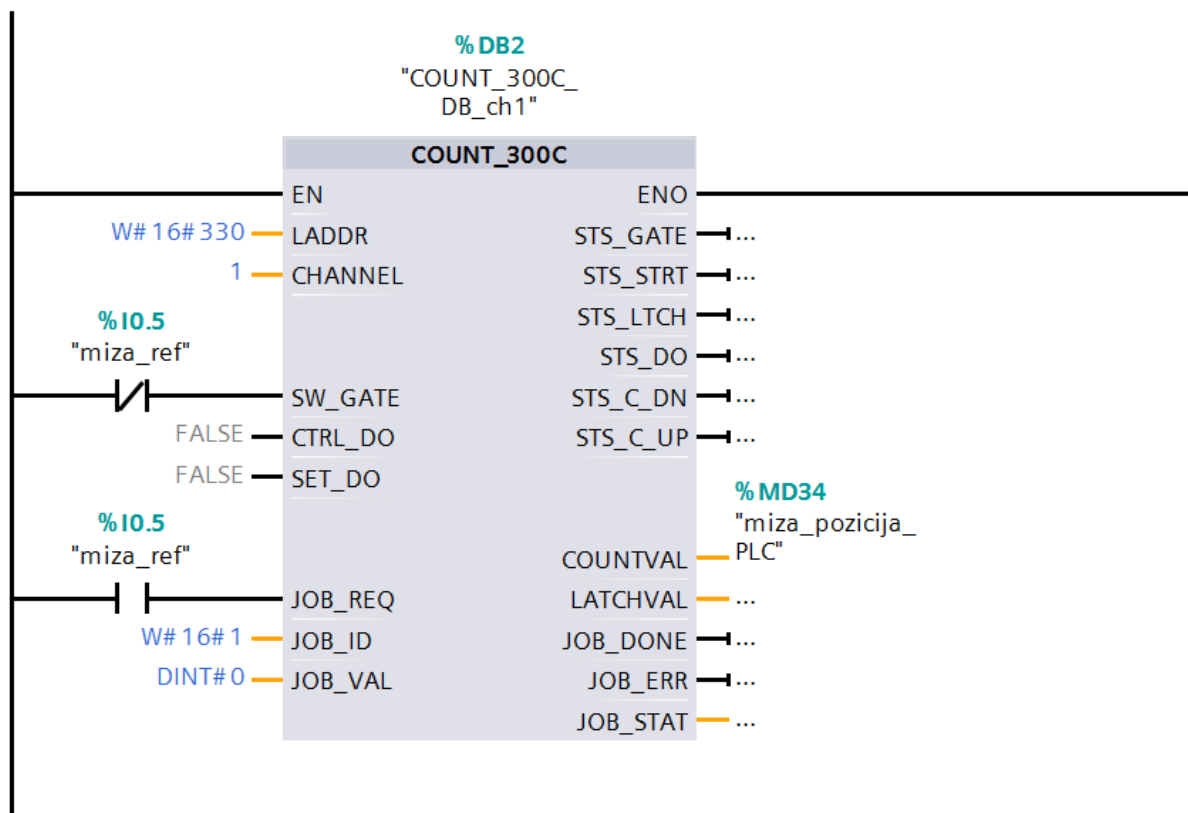 %DB2
"COUNT_300C_
DB_ch1"
COUNT_300C
EN ENO
W#16#330 LADDR STS_GATE ...
1 CHANNEL STS_STRT ...
STS_LTCH ...
%I0.5
"miza_ref"
STS_DO ...
SW_GATE STS_C_DN ...
FALSE CTRL_DO STS_C_UP ...
FALSE SET_DO
%MD34
"miza_pozicija_
PLC"
%I0.5
"miza_ref"
COUNTVAL
JOB_REQ LATCHVAL ...
W#16#1 JOB_ID JOB_DONE ...
DINT#0 JOB_VAL JOB_ERR ...
JOB_STAT ...